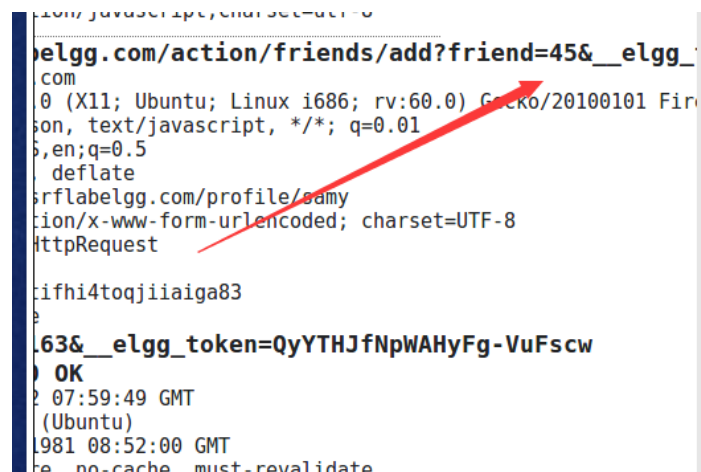 tion/javascript,charset=utf-8
belgg.com/action/friends/add?friend=45&__elgg_
.com
.0 (X11; Ubuntu; Linux i686; rv:60.0) Gecko/20100101 Fir
son, text/javascript, */*; q=0.01
,en;q=0.5
, deflate
srflabelgg.com/profile/samy
tion/x-www-form-urlencoded; charset=UTF-8
HttpRequest
tifhi4toqjiiaiga83
e
163&__elgg_token=QyYTHJfNpWAHyFg-VuFscw
OK
2 07:59:49 GMT
(Ubuntu)
1981 08:52:00 GMT
re, no-cache, must-revalidate